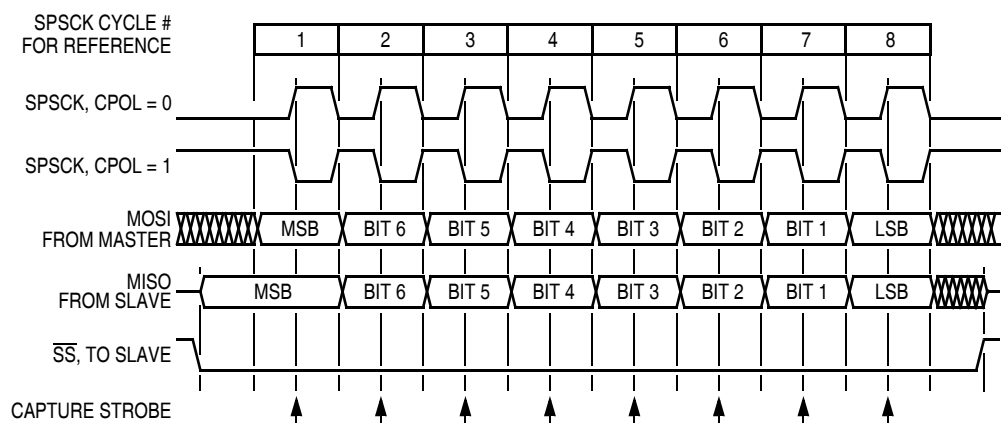 SPSCK CYCLE #
FOR REFERENCE
1 2 3 4 5 6 7 8
SPSCK, CPOL = 0
SPSCK, CPOL = 1
MOSI
FROM MASTER
MSB BIT 6 BIT 5 BIT 4 BIT 3 BIT 2 BIT 1 LSB
MISO
FROM SLAVE
MSB BIT 6 BIT 5 BIT 4 BIT 3 BIT 2 BIT 1 LSB
S̅S̅, TO SLAVE
CAPTURE STROBE